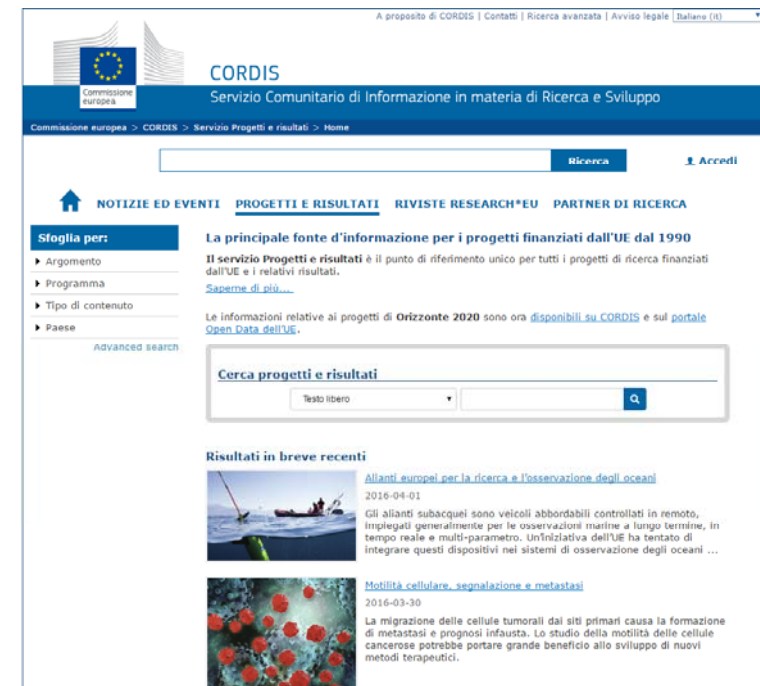 A proposito di CORDIS | Contatti | Ricerca avanzata | Avviso legale Italiano (it)
Commissione
europea
CORDIS
Servizio Comunitario di Informazione in materia di Ricerca e Sviluppo
Commissione europea > CORDIS > Servizio Progetti e risultati > Home
Ricerca
Accedi
NOTIZIE ED EVENTI PROGETTI E RISULTATI RIVISTE RESEARCH*EU PARTNER DI RICERCA
Sfoglia per:
Argomento
Programma
Tipo di contenuto
Paese
Advanced search
La principale fonte d'informazione per i progetti finanziati dall'UE dal 1990
Il servizio Progetti e risultati è il punto di riferimento unico per tutti i progetti di ricerca finanziati
dall'UE e i relativi risultati.
Saperne di più...
Le informazioni relative ai progetti di Orizzonte 2020 sono ora disponibili su CORDIS e sul portale
Open Data dell'UE.
Cerca progetti e risultati
Testo libero
Risultati in breve recenti
Alianti europei per la ricerca e l'osservazione degli oceani
2016-04-01
Gli alianti subacquei sono veicoli abbordabili controllati in remoto,
impiegati generalmente per le osservazioni marine a lungo termine, in
tempo reale e multi-parametro. Un'iniziativa dell'UE ha tentato di
integrare questi dispositivi nei sistemi di osservazione degli oceani ...
Motilità cellulare, segnalazione e metastasi
2016-03-30
La migrazione delle cellule tumorali dai siti primari causa la formazione
di metastasi e prognosi infausta. Lo studio della motilità delle cellule
cancerose potrebbe portare grande beneficio allo sviluppo di nuovi
metodi terapeutici.